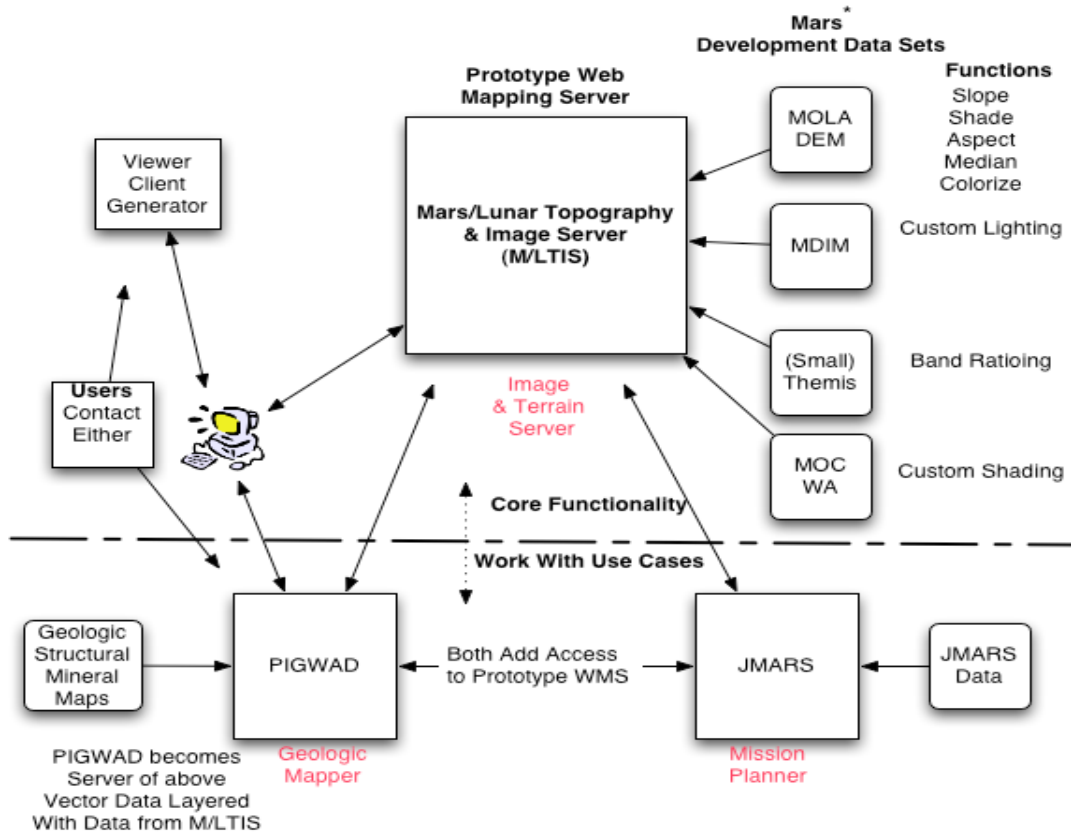 Mars*
Development Data Sets
Prototype Web
Mapping Server
Functions
Slope
Shade
Aspect
Median
Colorize
MOLA
DEM
Viewer
Client
Generator
Mars/Lunar Topography
& Image Server
(M/LTIS)
MDIM
Custom Lighting
(Small)
Themis
Band Ratioing
Users
Contact
Either
Image
& Terrain
Server
MOC
WA
Custom Shading
Core Functionality
Work With Use Cases
Geologic
Structural
Mineral
Maps
PIGWAD
Both Add Access
to Prototype WMS
JMARS
JMARS
Data
Geologic
Mapper
Mission
Planner
PIGWAD becomes
Server of above
Vector Data Layered
With Data from M/LTIS